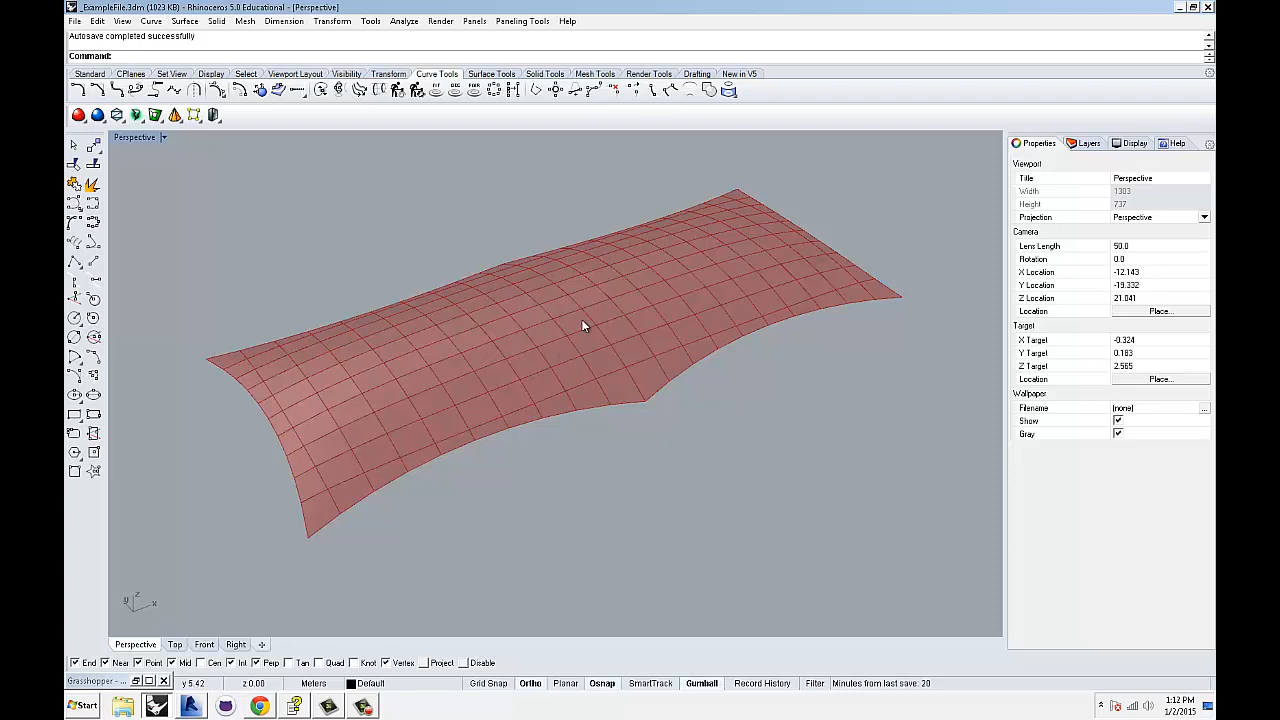 _ExampleFile.3dm (1023 KB) - Rhinoceros 5.0 Educational - [Perspective]
File Edit View Curve Surface Solid Mesh Dimension Transform Tools Analyze Render Panels Paneling Tools Help
Autosave completed successfully
Command:
Standard CPlanes Set View Display Select Viewport Layout Visibility Transform Curve Tools Surface Tools Solid Tools Mesh Tools Render Tools Drafting New in V5
Perspective
Properties Layers Display Help
Viewport
Title Perspective
Width 1303
Height 737
Projection Perspective
Camera
Lens Length 50.0
Rotation 0.0
X Location -12.143
Y Location -19.332
Z Location 21.041
Location Place...
Target
X Target -0.324
Y Target 0.183
Z Target 2.565
Location Place...
Wallpaper
Filename (none) ...
Show
Gray
z
y x
Perspective Top Front Right
End Near Point Mid Cen Int Perp Tan Quad Knot Vertex Project Disable
Grasshopper - ... y 5.42 z 0.00 Meters Default Grid Snap Ortho Planar Osnap SmartTrack Gumball Record History Filter Minutes from last save: 20
Start
1:12 PM
1/2/2015